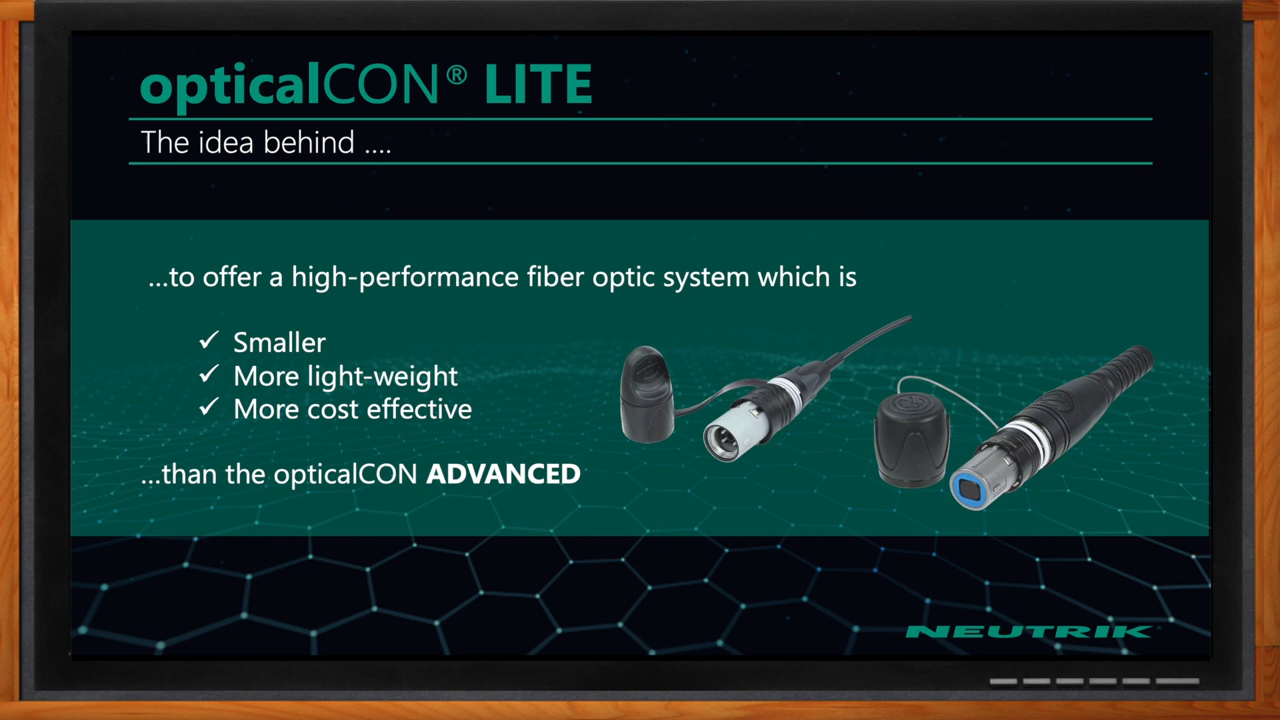 opticalCON® LITE
The idea behind ....
...to offer a high-performance fiber optic system which is
✓ Smaller
✓ More light-weight
✓ More cost effective
...than the opticalCON ADVANCED
NEUTRIK